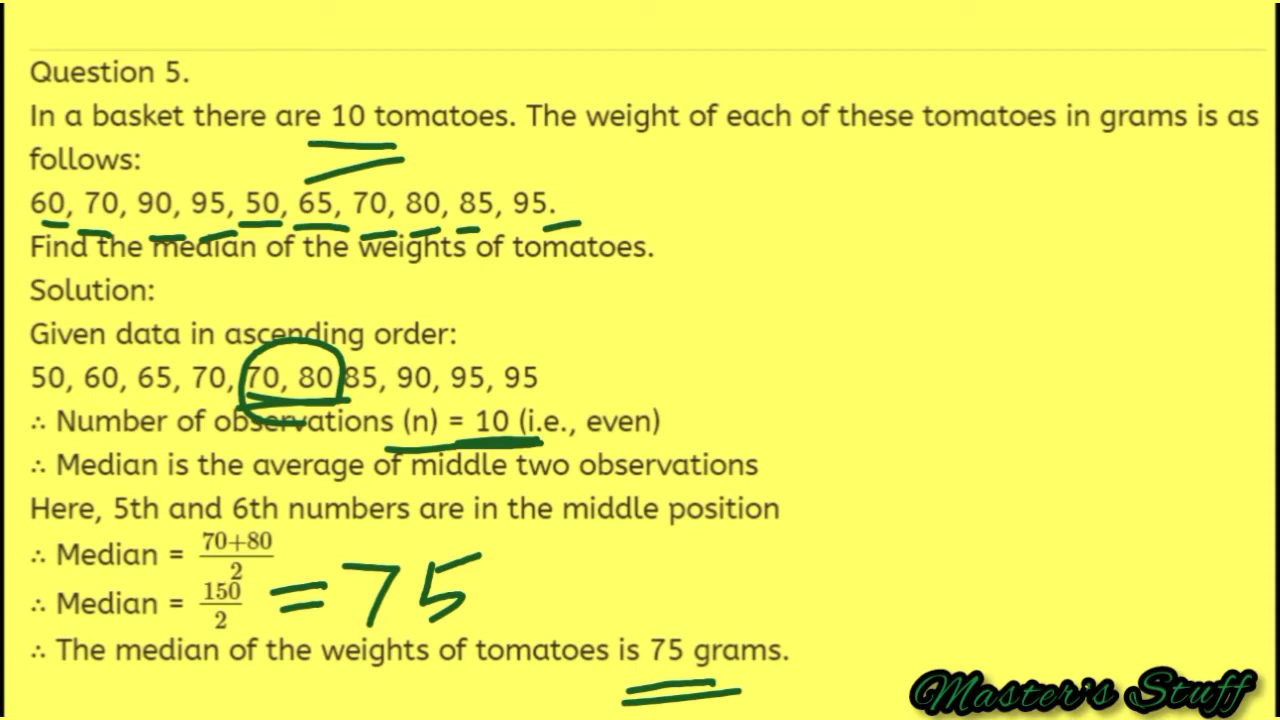 Question 5.
In a basket there are 10 tomatoes. The weight of each of these tomatoes in grams is as
follows:
60, 70, 90, 95, 50, 65, 70, 80, 85, 95.
Find the median of the weights of tomatoes.
Solution:
Given data in ascending order:
50, 60, 65, 70, 70, 80 85, 90, 95, 95
∴ Number of observations (n) = 10 (i.e., even)
∴ Median is the average of middle two observations
Here, 5th and 6th numbers are in the middle position
∴ Median = 70+80/2
∴ Median = 150/2 = 75
∴ The median of the weights of tomatoes is 75 grams.
Master's Stuff